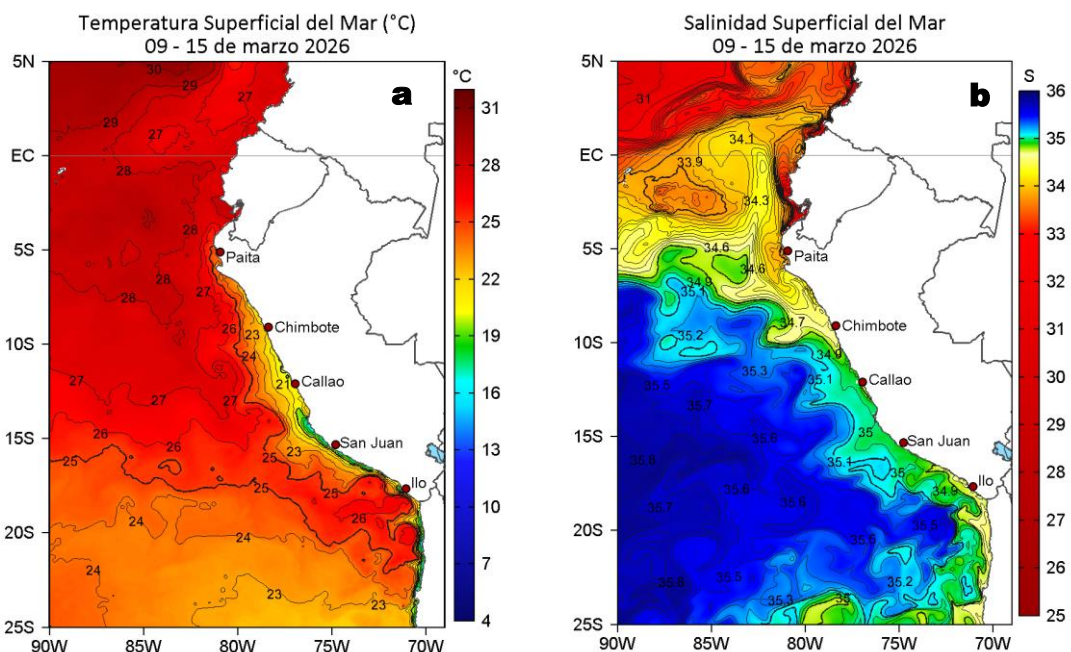 Temperatura Superficial del Mar (°C)
09 - 15 de marzo 2026
a
°C
5N
EC
5S
10S
15S
20S
25S
90W
85W
80W
75W
70W
30
29
29
27
27
28
28
28
28
27
26
23
24
21
27
27
27
26
26
25
25
23
25
25
26
24
24
24
23
23
Paita
Chimbote
Callao
San Juan
Ilo
31
28
25
22
19
16
13
10
7
4
Salinidad Superficial del Mar
09 - 15 de marzo 2026
b
S
5N
EC
5S
10S
15S
20S
25S
90W
85W
80W
75W
70W
31
34.1
33.9
34.3
34.6
34.6
34.9
35.1
34.7
35.2
34.9
35.3
35.1
35.5
35.7
35.6
35
35.1
35
35.6
35.6
35.6
34.9
35.7
35.5
35.5
35.6
35.5
35.2
35.3
35
Paita
Chimbote
Callao
San Juan
Ilo
36
35
34
33
32
31
30
29
28
27
26
25